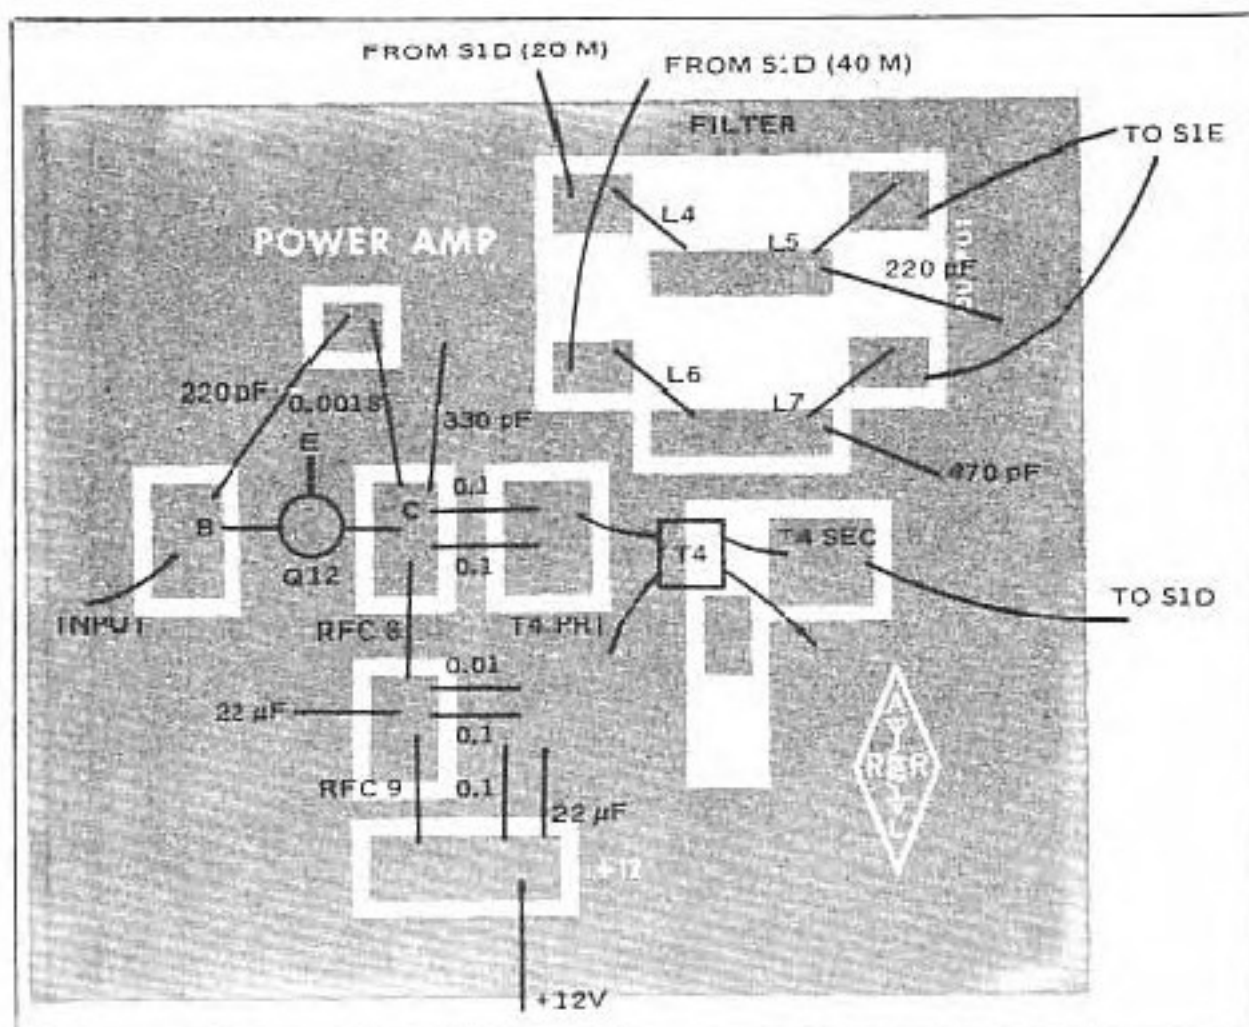 FROM S1D (20 M)
FROM S1D (40 M)
FILTER
TO S1E
L4
POWER AMP
L5
220 pF
L6
220 pF
0.0018
L7
330 pF
E
470 pF
0.1
B
C
T4
T4 SEC
0.1
Q12
TO S1D
INPUT
RFC 8
T4 PRI
0.01
22 µF
0.1
RFC 9
0.1
22 µF
+12
+12V